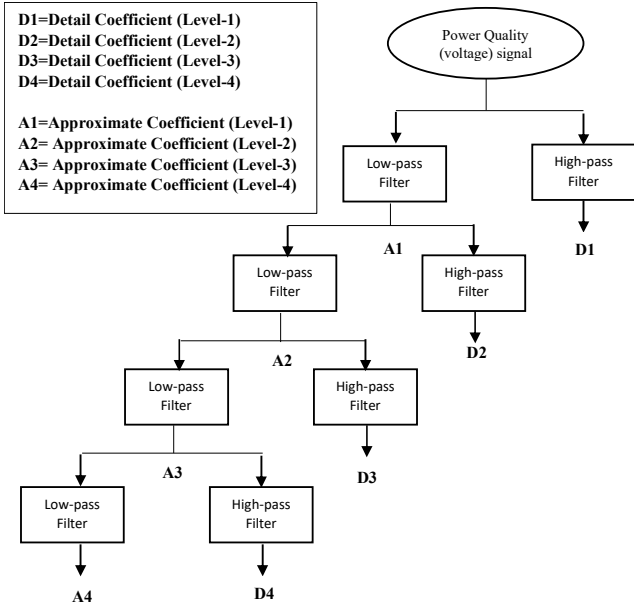 D1=Detail Coefficient (Level-1)
D2=Detail Coefficient (Level-2)
D3=Detail Coefficient (Level-3)
D4=Detail Coefficient (Level-4)
A1=Approximate Coefficient (Level-1)
A2= Approximate Coefficient (Level-2)
A3= Approximate Coefficient (Level-3)
A4= Approximate Coefficient (Level-4)
Power Quality
(voltage) signal
Low-pass
Filter
High-pass
Filter
A1
D1
Low-pass
Filter
High-pass
Filter
A2
D2
Low-pass
Filter
High-pass
Filter
A3
D3
Low-pass
Filter
High-pass
Filter
A4
D4